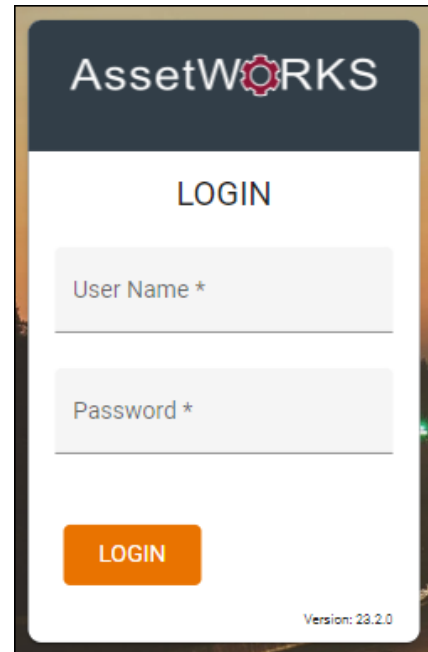 AssetWORKS
LOGIN
User Name *
Password *
LOGIN
Version: 23.2.0